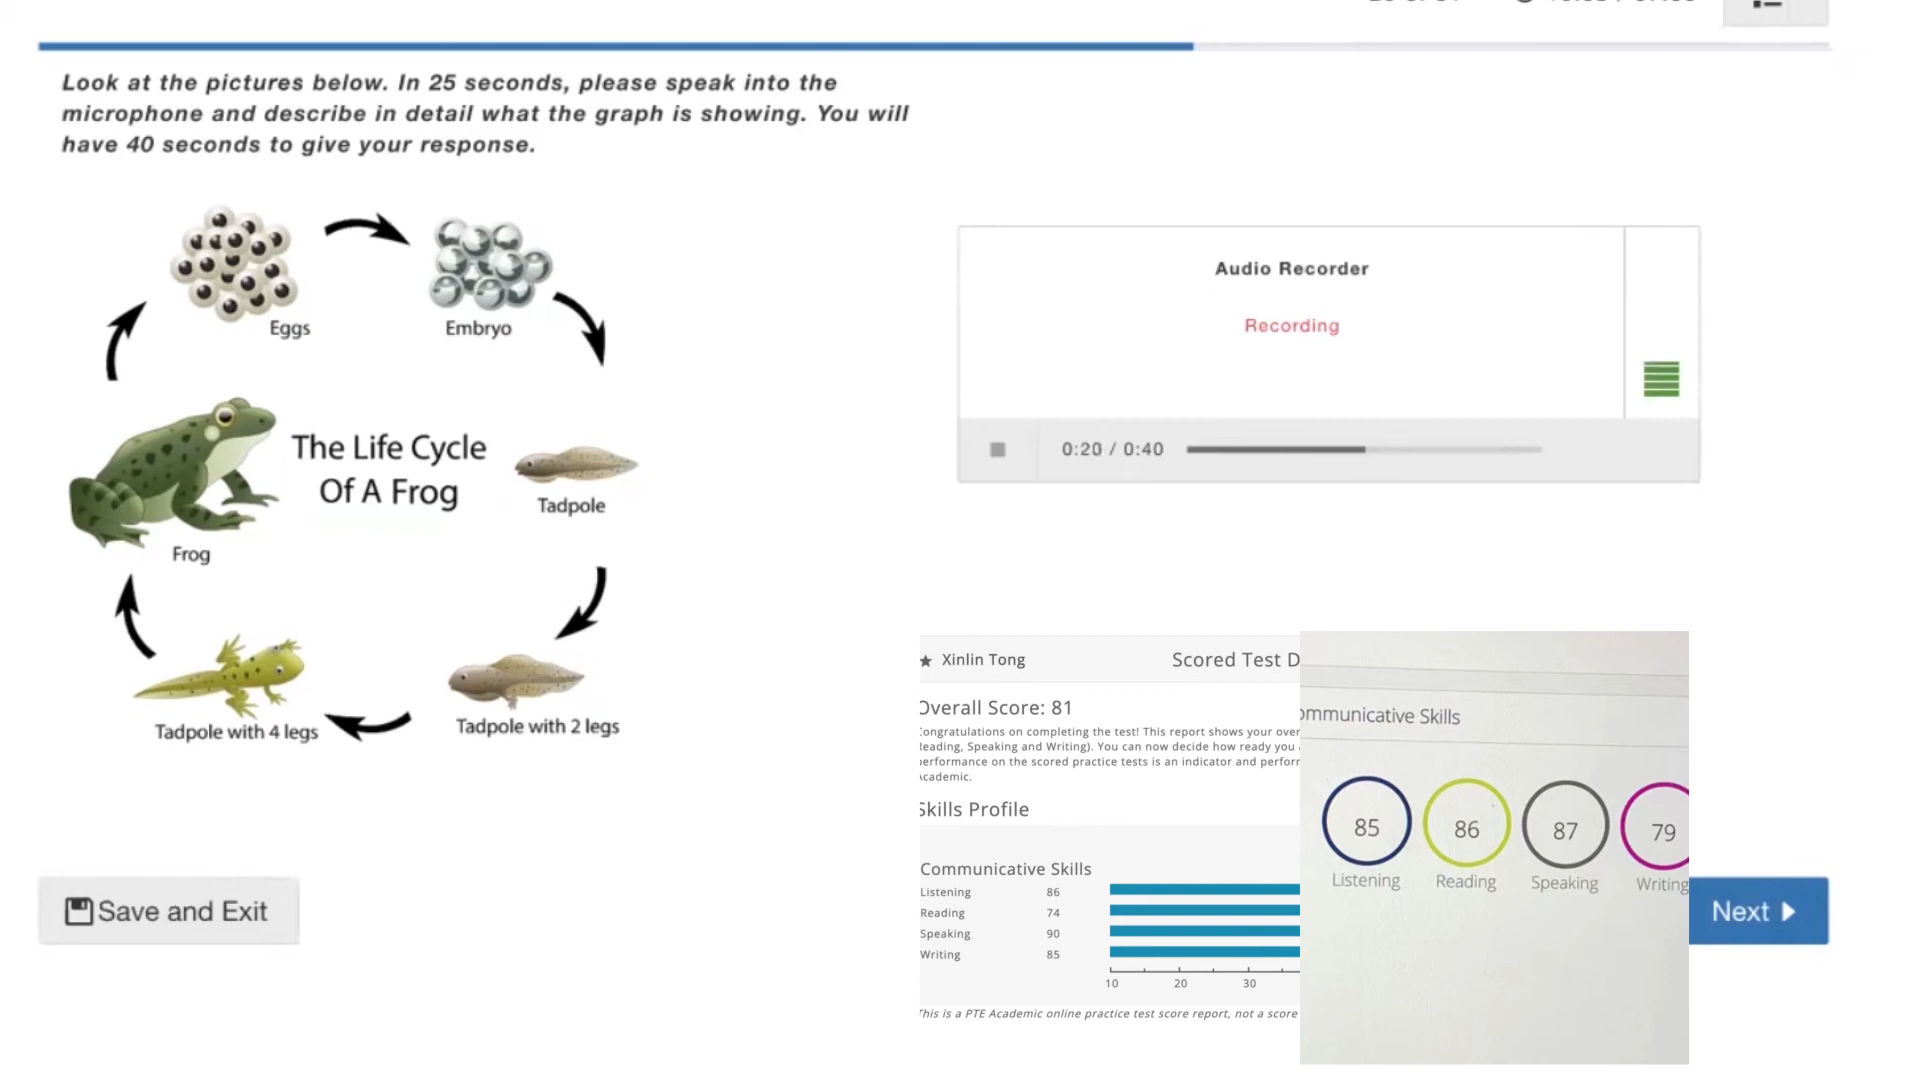 Look at the pictures below. In 25 seconds, please speak into the
microphone and describe in detail what the graph is showing. You will
have 40 seconds to give your response.
Eggs
Embryo
The Life Cycle
Of A Frog
Tadpole
Frog
Tadpole with 4 legs
Tadpole with 2 legs
Audio Recorder
Recording
0:20 / 0:40
Xinlin Tong
Scored Test D
Overall Score: 81
Congratulations on completing the test! This report shows your over
Reading, Speaking and Writing). You can now decide how ready you
performance on the scored practice tests is an indicator and perfor
Academic.
Skills Profile
Communicative Skills
Listening 86
Reading 74
Speaking 90
Writing 85
10 20 30
This is a PTE Academic online practice test score report, not a score
ommunicative Skills
85 86 87 79
Listening Reading Speaking Writing
Save and Exit
Next